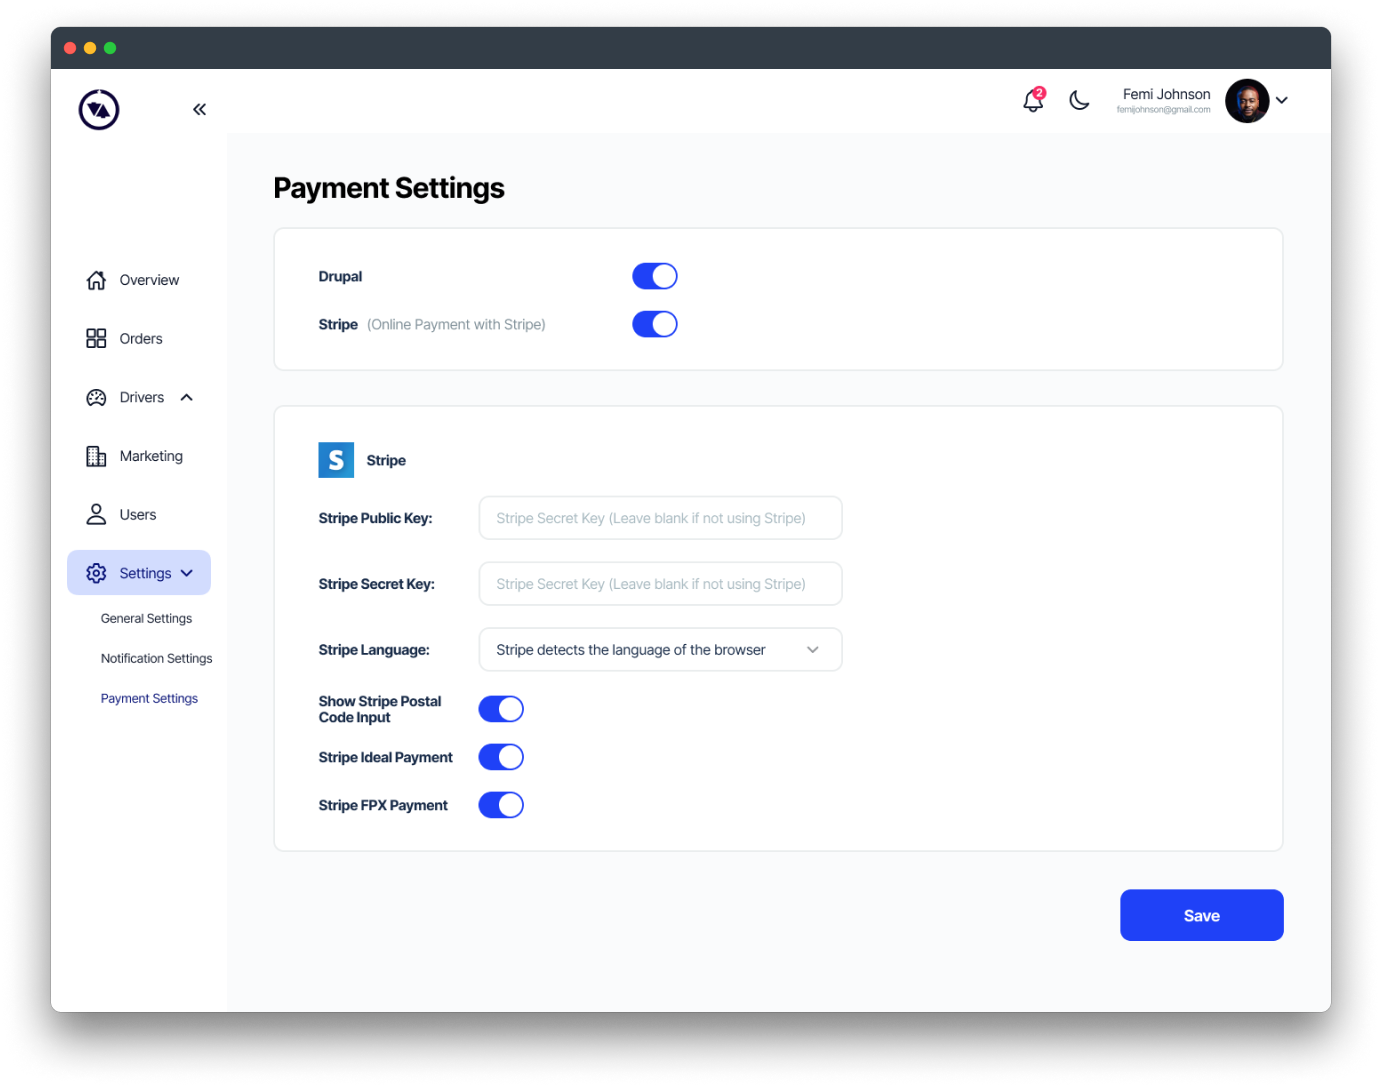 2
Femi Johnson
femijohnson@gmail.com
Payment Settings
Overview
Orders
Drivers
Marketing
Users
Settings
General Settings
Notification Settings
Payment Settings
Drupal
Stripe (Online Payment with Stripe)
S Stripe
Stripe Public Key: Stripe Secret Key (Leave blank if not using Stripe)
Stripe Secret Key: Stripe Secret Key (Leave blank if not using Stripe)
Stripe Language: Stripe detects the language of the browser
Show Stripe Postal
Code Input
Stripe Ideal Payment
Stripe FPX Payment
Save